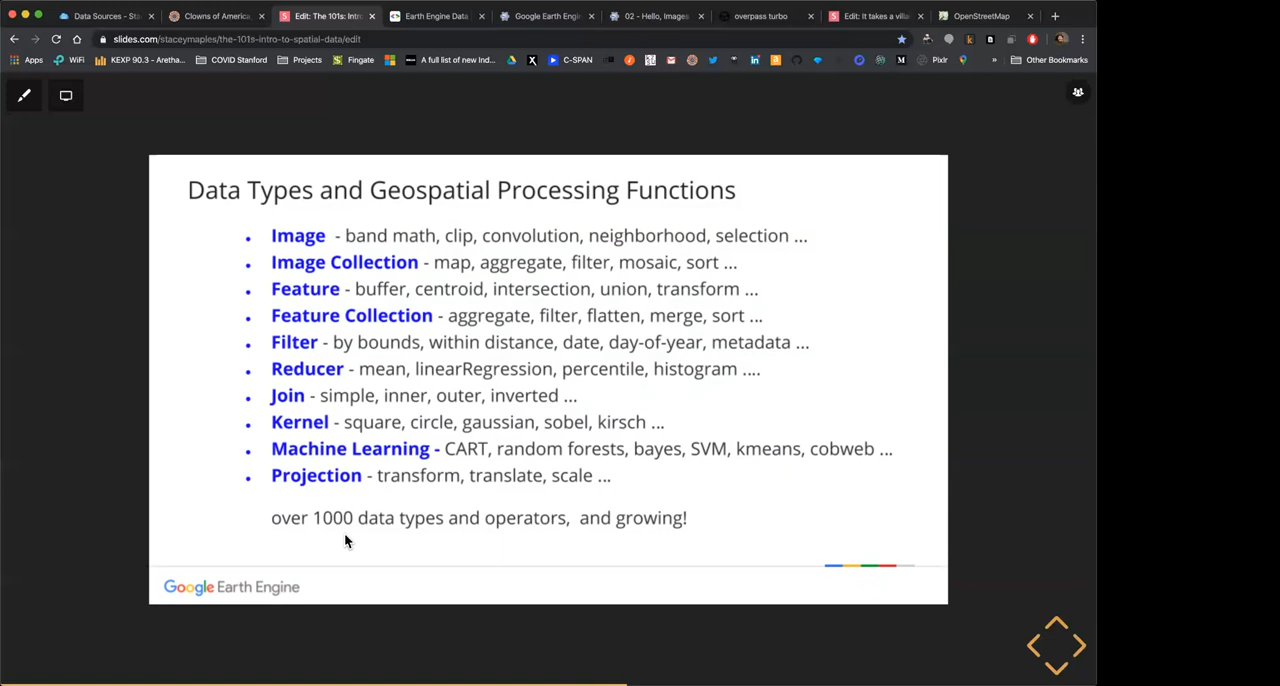 Data Sources - Sta
Clowns of America,
Edit: The 101s: Intro
Earth Engine Data
Google Earth Engin
02 - Hello, Images
overpass turbo
Edit: It takes a villa
OpenStreetMap
slides.com/staceymaples/the-101s-intro-to-spatial-data/edit
Apps
WiFi
KEXP 90.3 - Aretha...
COVID Stanford
Projects
Fingate
A full list of new Ind...
C-SPAN
Pixlr
»
Other Bookmarks
Data Types and Geospatial Processing Functions
• Image - band math, clip, convolution, neighborhood, selection ...
• Image Collection - map, aggregate, filter, mosaic, sort ...
• Feature - buffer, centroid, intersection, union, transform ...
• Feature Collection - aggregate, filter, flatten, merge, sort ...
• Filter - by bounds, within distance, date, day-of-year, metadata ...
• Reducer - mean, linearRegression, percentile, histogram ....
• Join - simple, inner, outer, inverted ...
• Kernel - square, circle, gaussian, sobel, kirsch ...
• Machine Learning - CART, random forests, bayes, SVM, kmeans, cobweb ...
• Projection - transform, translate, scale ...
over 1000 data types and operators, and growing!
Google Earth Engine